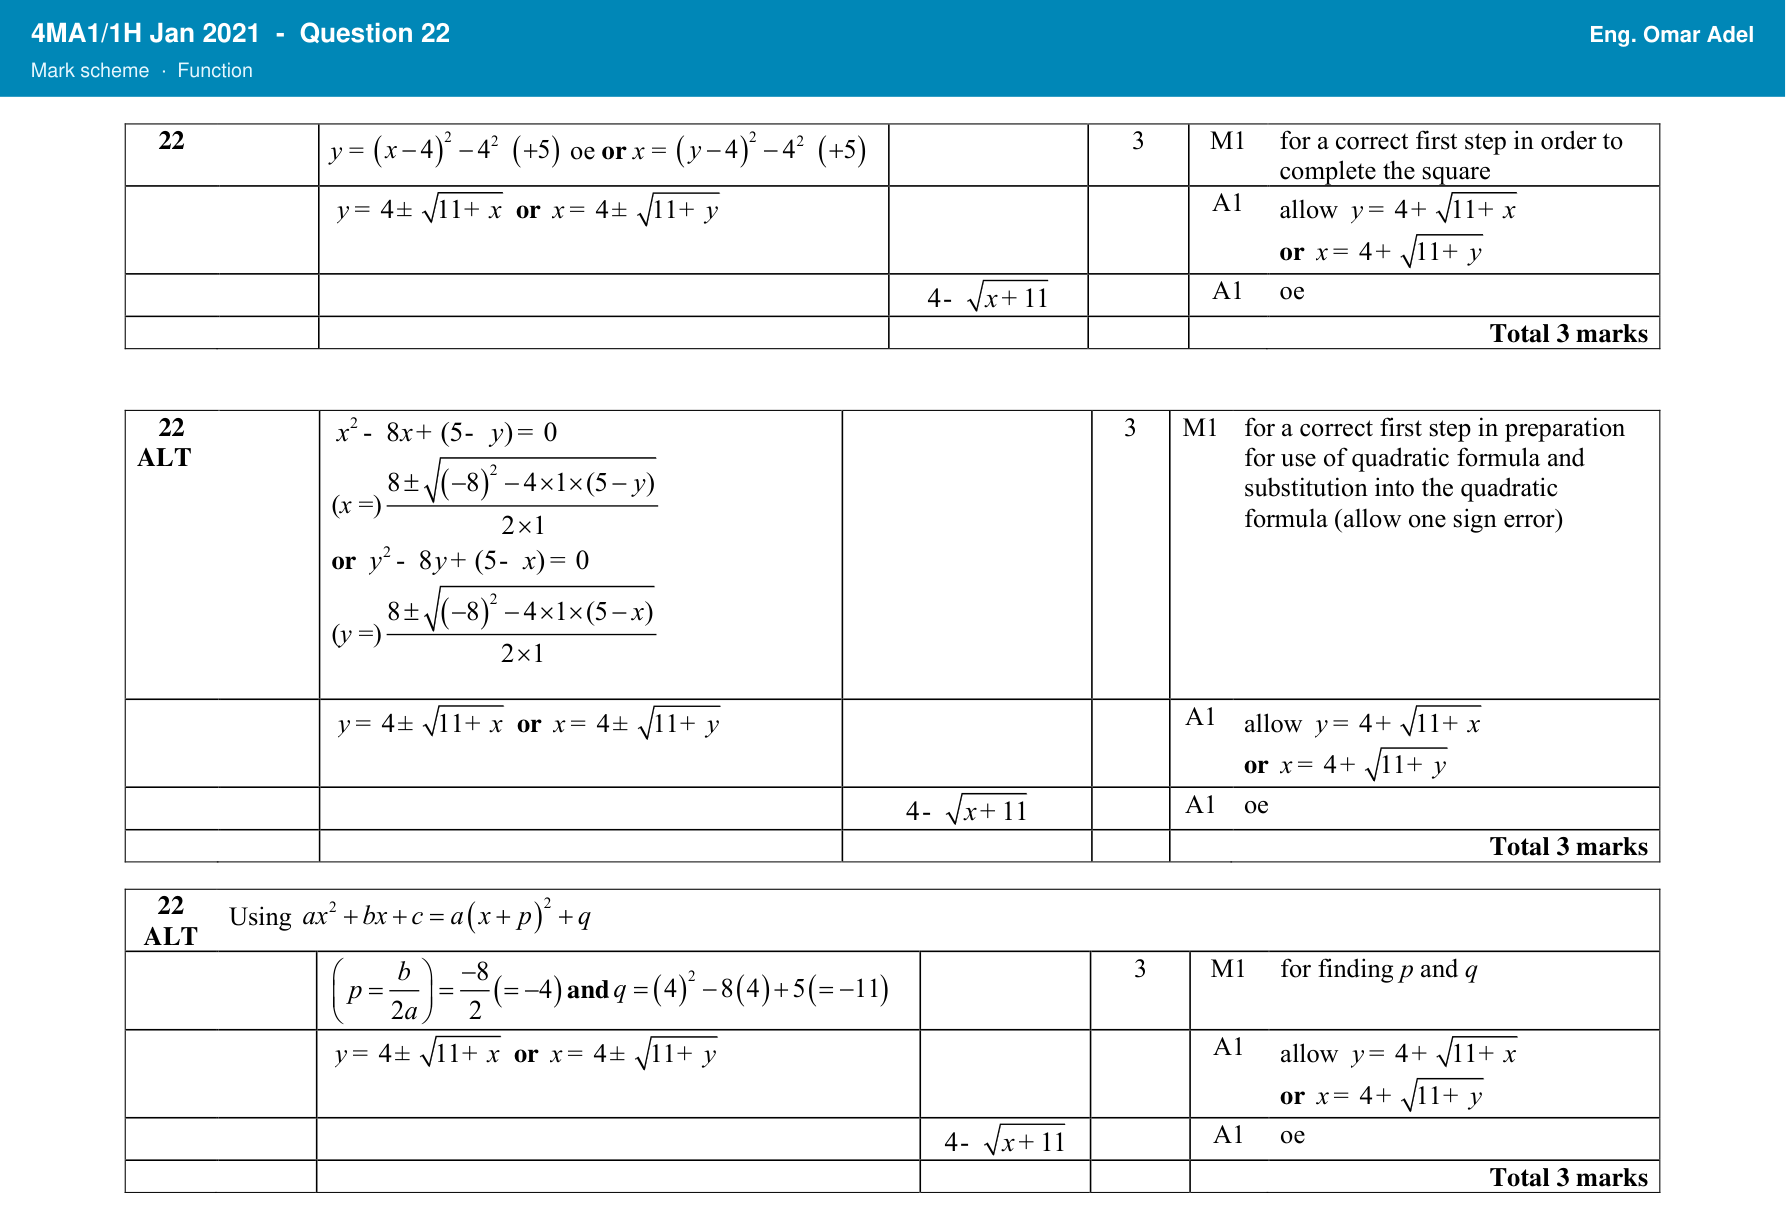 4MA1/1H Jan 2021 - Question 22
Eng. Omar Adel
Mark scheme · Function
22 y = (x − 4)² − 4² (+5) oe or x = (y − 4)² − 4² (+5) 3 M1 for a correct first step in order to
complete the square
y = 4 ± √(11 + x) or x = 4 ± √(11 + y) A1 allow y = 4 + √(11 + x)
or x = 4 + √(11 + y)
4 - √(x + 11) A1 oe
Total 3 marks
22 x² - 8x + (5 - y) = 0 3 M1 for a correct first step in preparation
ALT for use of quadratic formula and
(x =) (8 ± √((−8)² − 4×1×(5 − y)))/(2×1) substitution into the quadratic
formula (allow one sign error)
or y² - 8y + (5 - x) = 0
(y =) (8 ± √((−8)² − 4×1×(5 − x)))/(2×1)
y = 4 ± √(11 + x) or x = 4 ± √(11 + y) A1 allow y = 4 + √(11 + x)
or x = 4 + √(11 + y)
4 - √(x + 11) A1 oe
Total 3 marks
22 Using ax² + bx + c = a(x + p)² + q
ALT
(p = b/2a) = −8/2 (= −4) and q = (4)² − 8(4) + 5 (= −11) 3 M1 for finding p and q
y = 4 ± √(11 + x) or x = 4 ± √(11 + y) A1 allow y = 4 + √(11 + x)
or x = 4 + √(11 + y)
4 - √(x + 11) A1 oe
Total 3 marks